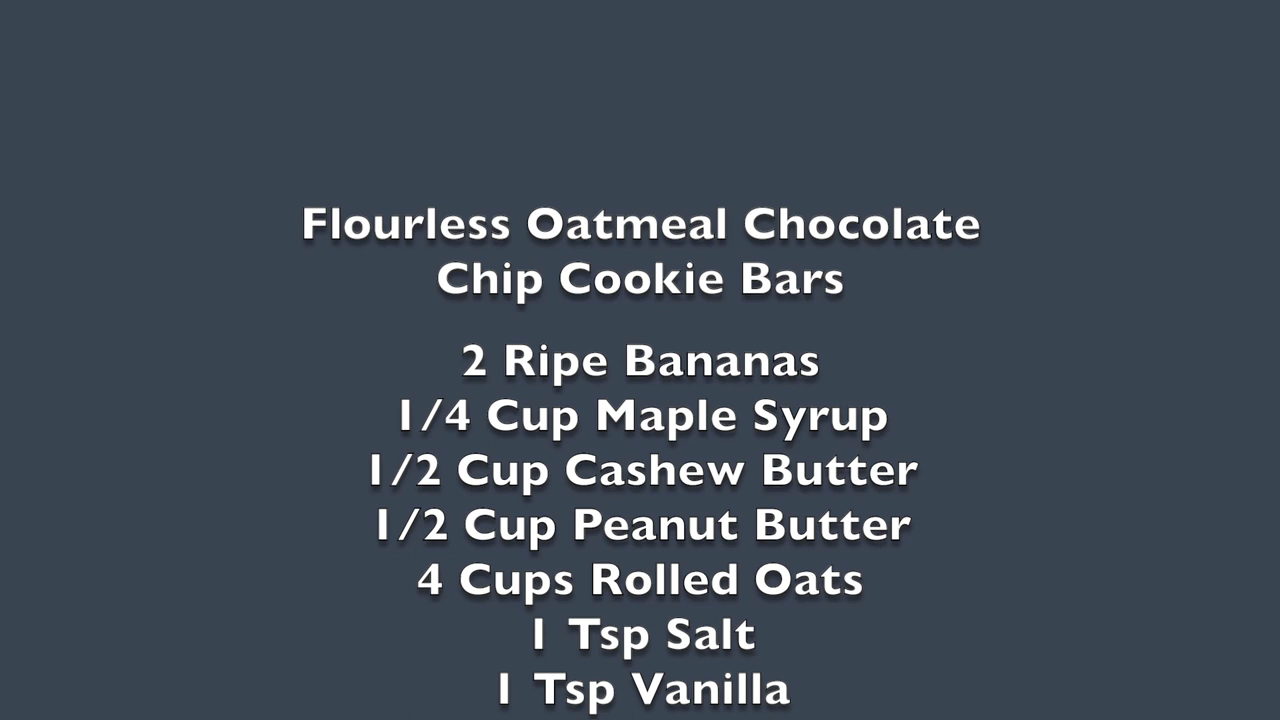 Flourless Oatmeal Chocolate
Chip Cookie Bars
2 Ripe Bananas
1/4 Cup Maple Syrup
1/2 Cup Cashew Butter
1/2 Cup Peanut Butter
4 Cups Rolled Oats
1 Tsp Salt
1 Tsp Vanilla